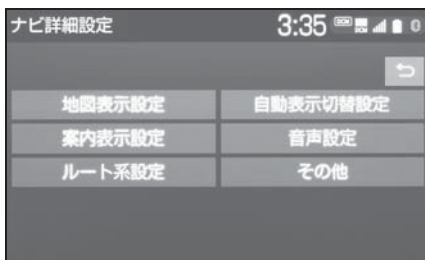 ナビ詳細設定 3:35
地図表示設定 自動表示切替設定
案内表示設定 音声設定
ルート系設定 その他